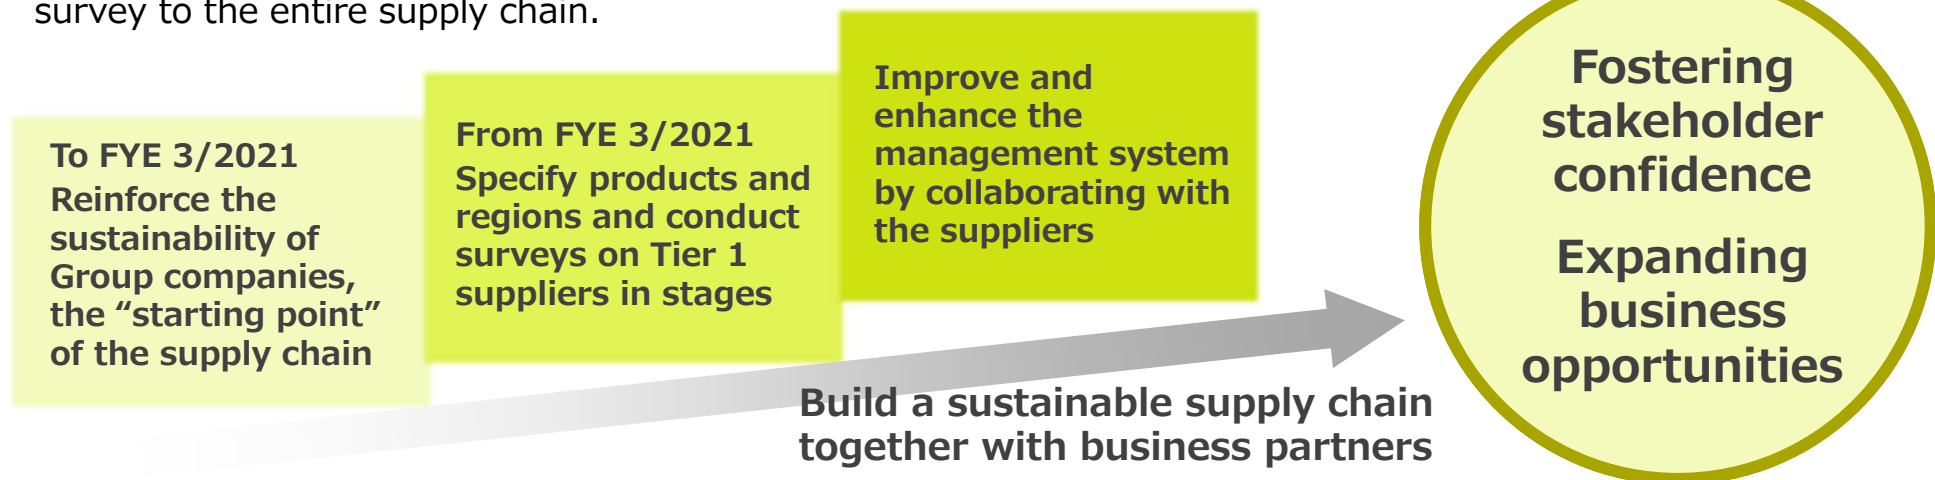 survey to the entire supply chain.
To FYE 3/2021
Reinforce the
sustainability of
Group companies,
the “starting point”
of the supply chain
From FYE 3/2021
Specify products and
regions and conduct
surveys on Tier 1
suppliers in stages
Improve and
enhance the
management system
by collaborating with
the suppliers
Build a sustainable supply chain
together with business partners
Fostering
stakeholder
confidence
Expanding
business
opportunities